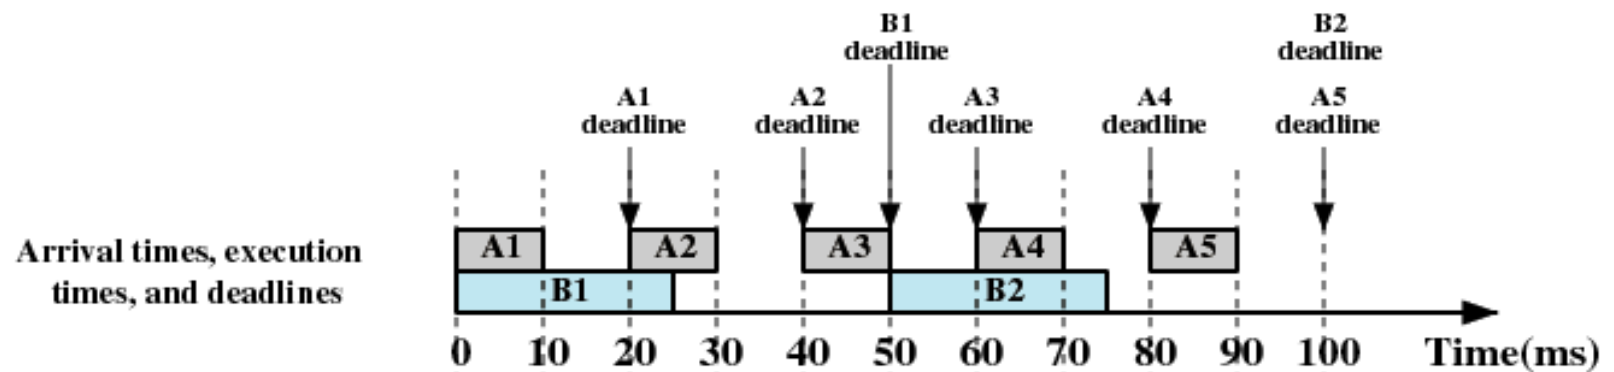 B1
deadline
B2
deadline
A1
deadline
A2
deadline
A3
deadline
A4
deadline
A5
deadline
Arrival times, execution
times, and deadlines
A1
A2
A3
A4
A5
B1
B2
0 10 20 30 40 50 60 70 80 90 100 Time(ms)